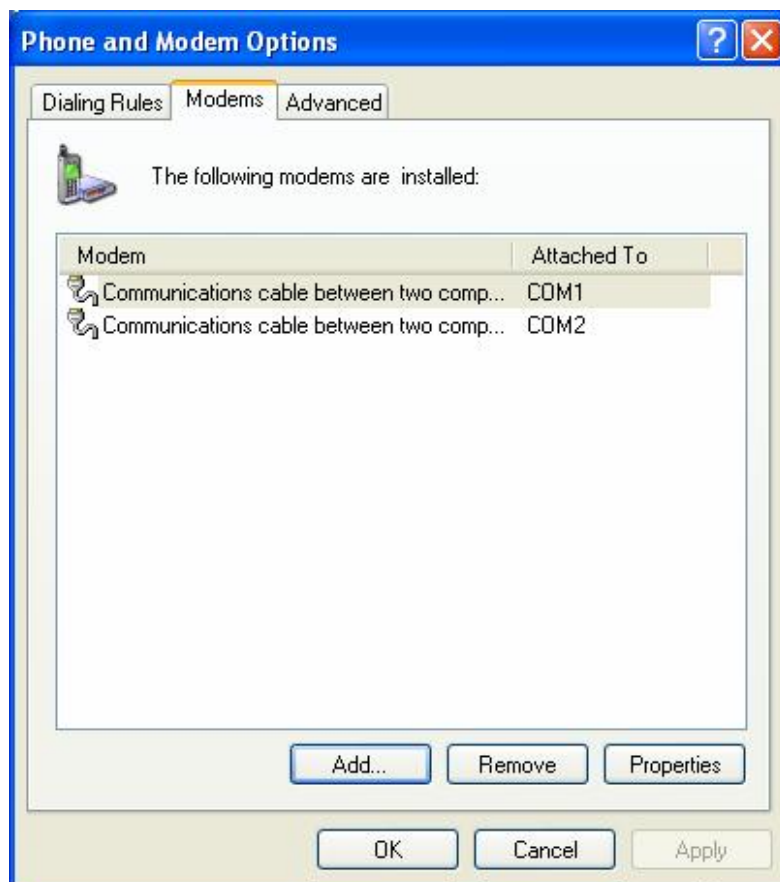 Phone and Modem Options
Dialing Rules Modems Advanced
The following modems are installed:
Modem Attached To
Communications cable between two comp... COM1
Communications cable between two comp... COM2
Add... Remove Properties
OK Cancel Apply